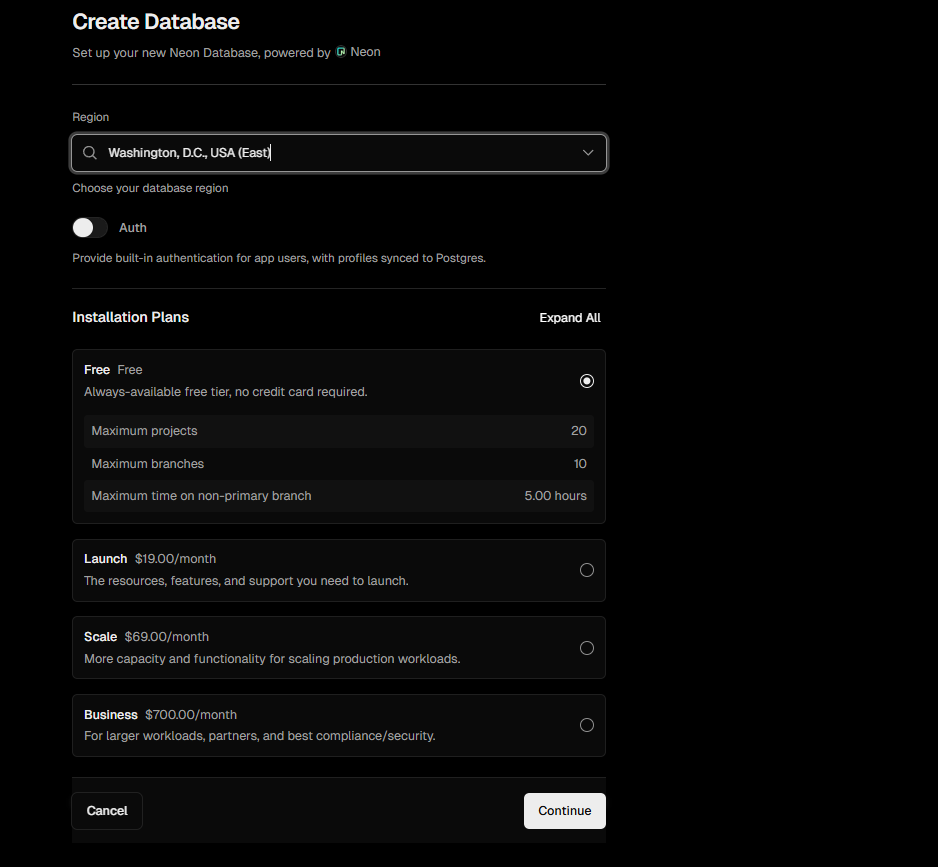 Create Database
Set up your new Neon Database, powered by Neon
Region
Washington, D.C., USA (East)
Choose your database region
Auth
Provide built-in authentication for app users, with profiles synced to Postgres.
Installation Plans Expand All
Free Free
Always-available free tier, no credit card required.
Maximum projects 20
Maximum branches 10
Maximum time on non-primary branch 5.00 hours
Launch $19.00/month
The resources, features, and support you need to launch.
Scale $69.00/month
More capacity and functionality for scaling production workloads.
Business $700.00/month
For larger workloads, partners, and best compliance/security.
Cancel Continue